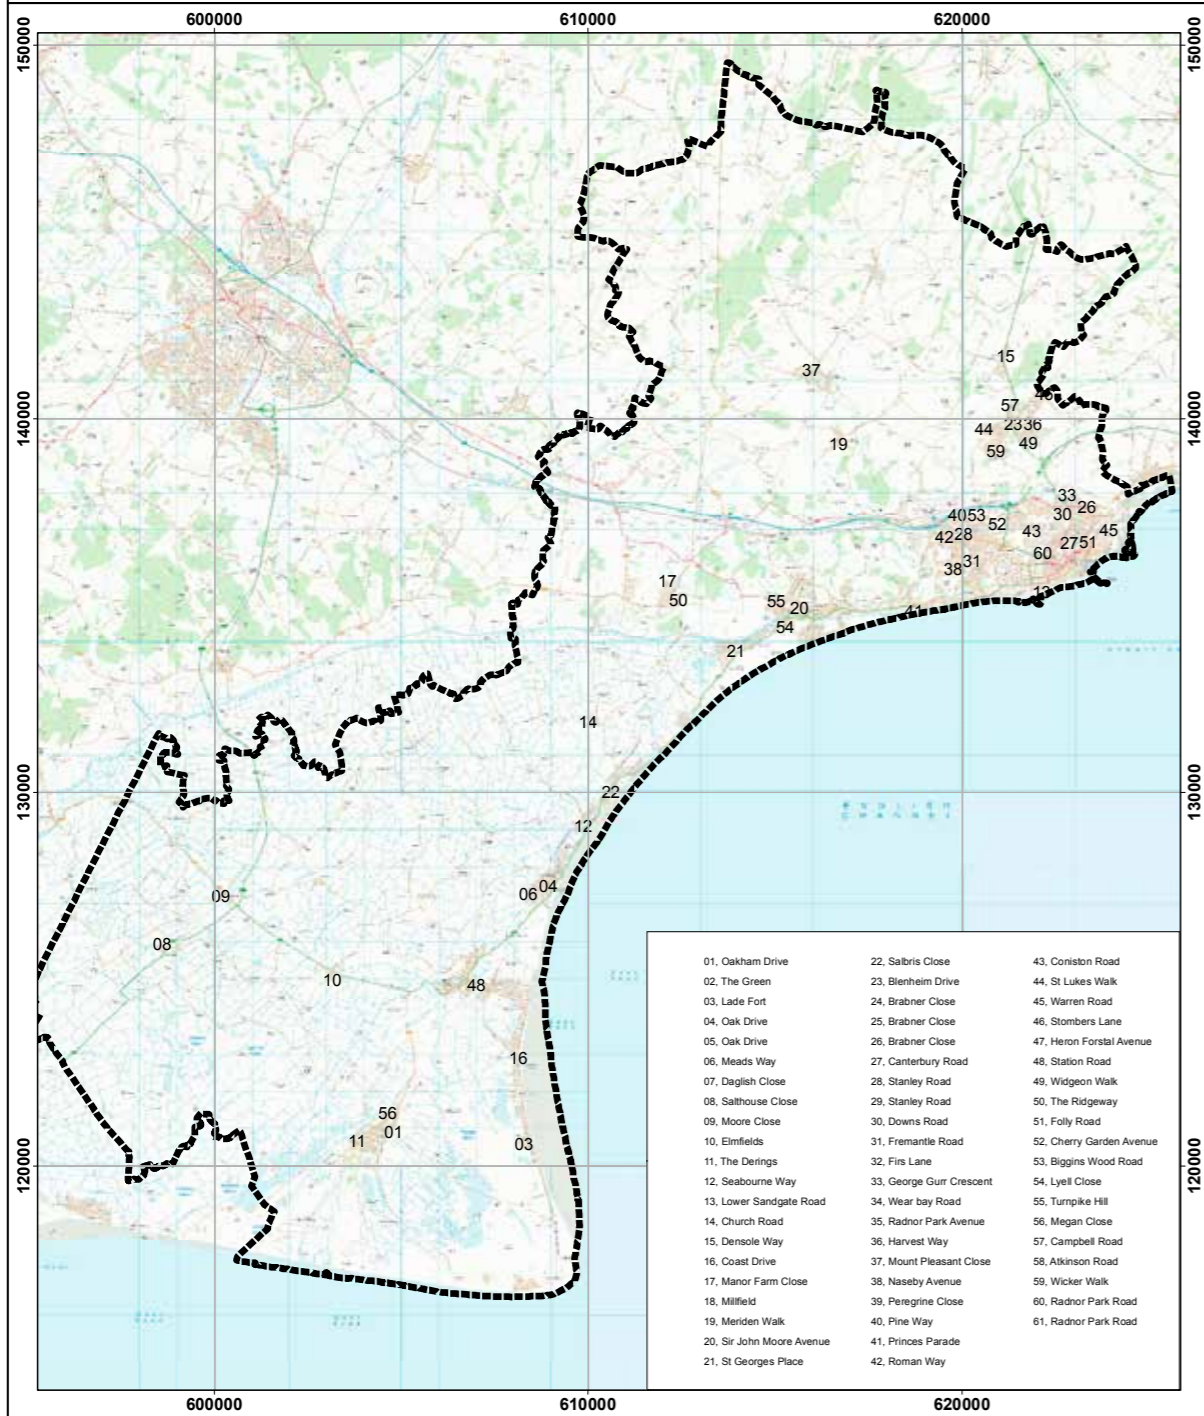 600000 610000 620000
150000 150000
15
37
57
46
140000 140000
44 23 36
19 49
59
33
26
40 53 30
52
42 28 43 45
27 51
60
31
38
17
50 13
55 20 41
54
21
14
130000 130000
22
12
04
06
09
08
10
48
16
56
01
11 03
120000 120000
01, Oakham Drive 22, Salbris Close 43, Coniston Road
02, The Green 23, Blenheim Drive 44, St Lukes Walk
03, Lade Fort 24, Brabner Close 45, Warren Road
04, Oak Drive 25, Brabner Close 46, Stombers Lane
05, Oak Drive 26, Brabner Close 47, Heron Forstal Avenue
06, Meads Way 27, Canterbury Road 48, Station Road
07, Daglish Close 28, Stanley Road 49, Widgeon Walk
08, Salthouse Close 29, Stanley Road 50, The Ridgeway
09, Moore Close 30, Downs Road 51, Folly Road
10, Elmfields 31, Fremantle Road 52, Cherry Garden Avenue
11, The Derings 32, Firs Lane 53, Biggins Wood Road
12, Seabourne Way 33, George Gurr Crescent 54, Lyell Close
13, Lower Sandgate Road 34, Wear bay Road 55, Turnpike Hill
14, Church Road 35, Radnor Park Avenue 56, Megan Close
15, Densole Way 36, Harvest Way 57, Campbell Road
16, Coast Drive 37, Mount Pleasant Close 58, Atkinson Road
17, Manor Farm Close 38, Naseby Avenue 59, Wicker Walk
18, Millfield 39, Peregrine Close 60, Radnor Park Road
19, Meriden Walk 40, Pine Way 61, Radnor Park Road
20, Sir John Moore Avenue 41, Princes Parade
21, St Georges Place 42, Roman Way
600000 610000 620000